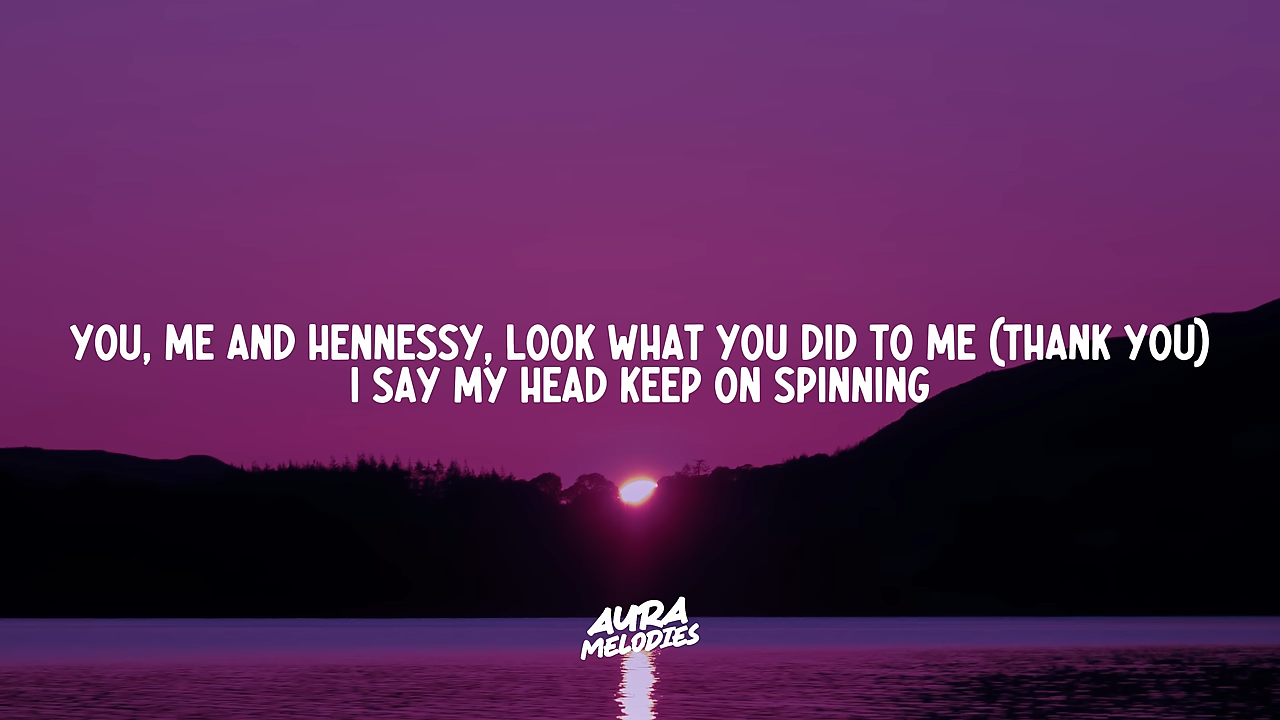 YOU, ME AND HENNESSY, LOOK WHAT YOU DID TO ME (THANK YOU)
I SAY MY HEAD KEEP ON SPINNING
AURA
MELODIES